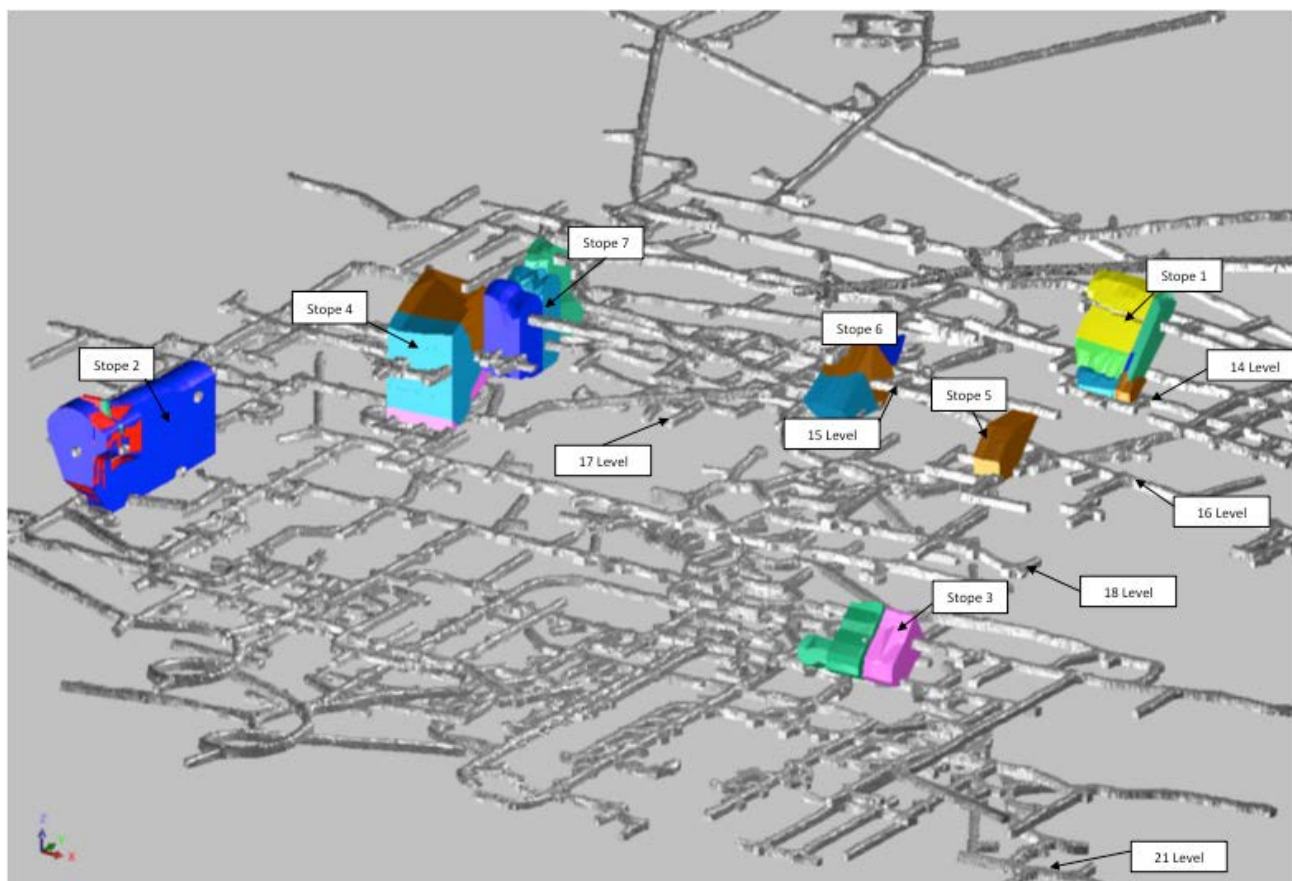 Stope 7
Stope 1
Stope 4
Stope 6
Stope 2
14 Level
Stope 5
15 Level
17 Level
16 Level
18 Level
Stope 3
21 Level
Z
Y
X